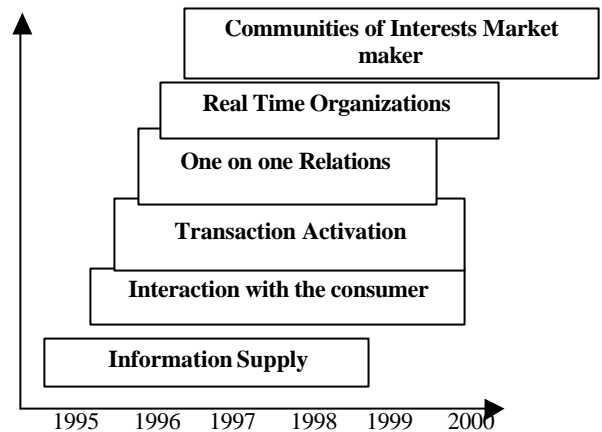 Communities of Interests Market
maker
Real Time Organizations
One on one Relations
Transaction Activation
Interaction with the consumer
Information Supply
1995 1996 1997 1998 1999 2000